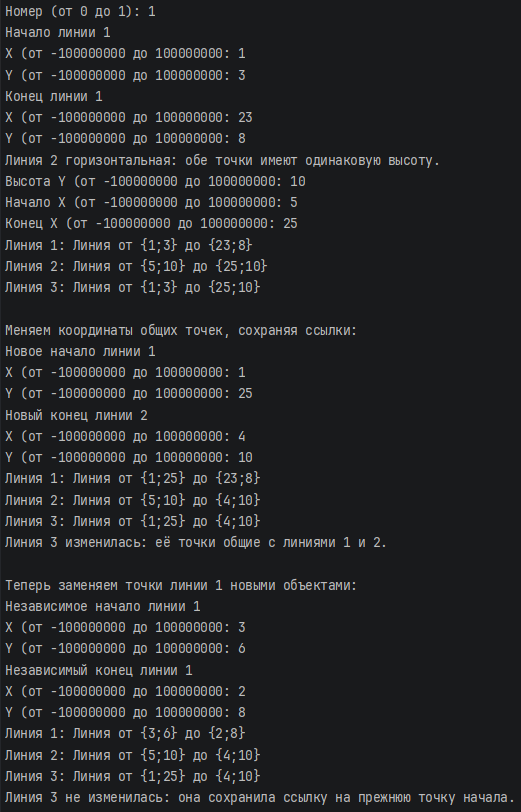 Номер (от 0 до 1): 1
Начало линии 1
X (от -100000000 до 100000000: 1
Y (от -100000000 до 100000000: 3
Конец линии 1
X (от -100000000 до 100000000: 23
Y (от -100000000 до 100000000: 8
Линия 2 горизонтальная: обе точки имеют одинаковую высоту.
Высота Y (от -100000000 до 100000000: 10
Начало X (от -100000000 до 100000000: 5
Конец X (от -100000000 до 100000000: 25
Линия 1: Линия от {1;3} до {23;8}
Линия 2: Линия от {5;10} до {25;10}
Линия 3: Линия от {1;3} до {25;10}

Меняем координаты общих точек, сохраняя ссылки:
Новое начало линии 1
X (от -100000000 до 100000000: 1
Y (от -100000000 до 100000000: 25
Новый конец линии 2
X (от -100000000 до 100000000: 4
Y (от -100000000 до 100000000: 10
Линия 1: Линия от {1;25} до {23;8}
Линия 2: Линия от {5;10} до {4;10}
Линия 3: Линия от {1;25} до {4;10}
Линия 3 изменилась: её точки общие с линиями 1 и 2.

Теперь заменяем точки линии 1 новыми объектами:
Независимое начало линии 1
X (от -100000000 до 100000000: 3
Y (от -100000000 до 100000000: 6
Независимый конец линии 1
X (от -100000000 до 100000000: 2
Y (от -100000000 до 100000000: 8
Линия 1: Линия от {3;6} до {2;8}
Линия 2: Линия от {5;10} до {4;10}
Линия 3: Линия от {1;25} до {4;10}
Линия 3 не изменилась: она сохранила ссылку на прежнюю точку начала.